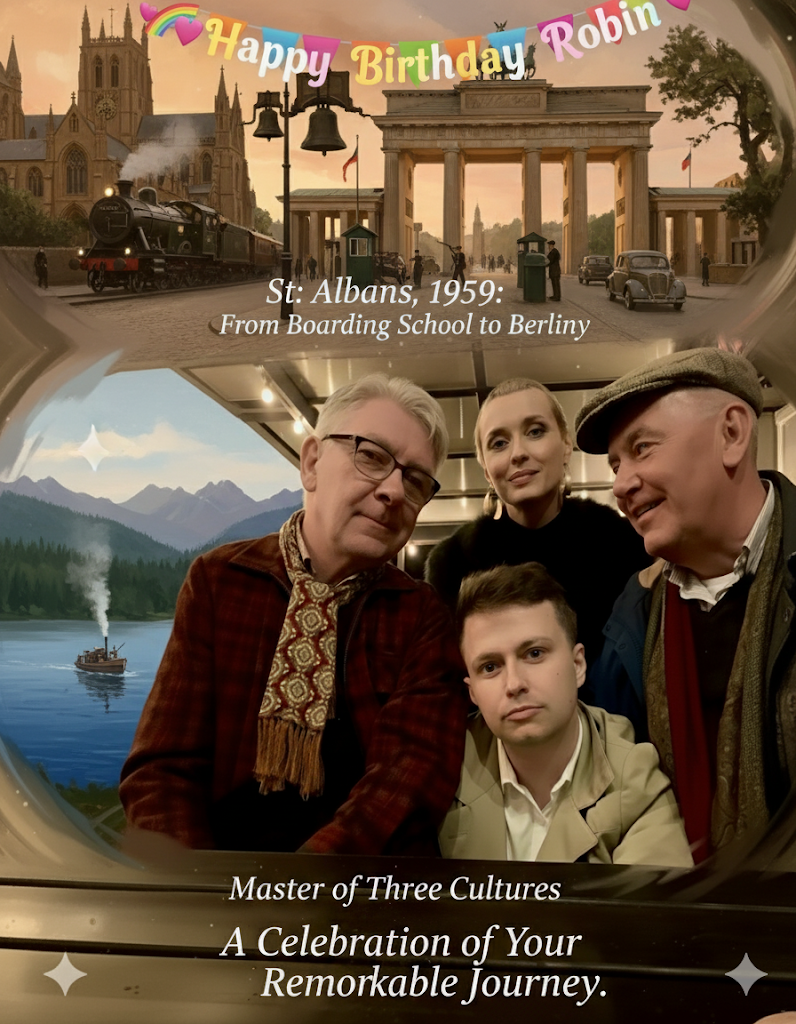 Happy Birthday Robin
St: Albans, 1959:
From Boarding School to Berliny
Master of Three Cultures
A Celebration of Your
Remorkable Journey.